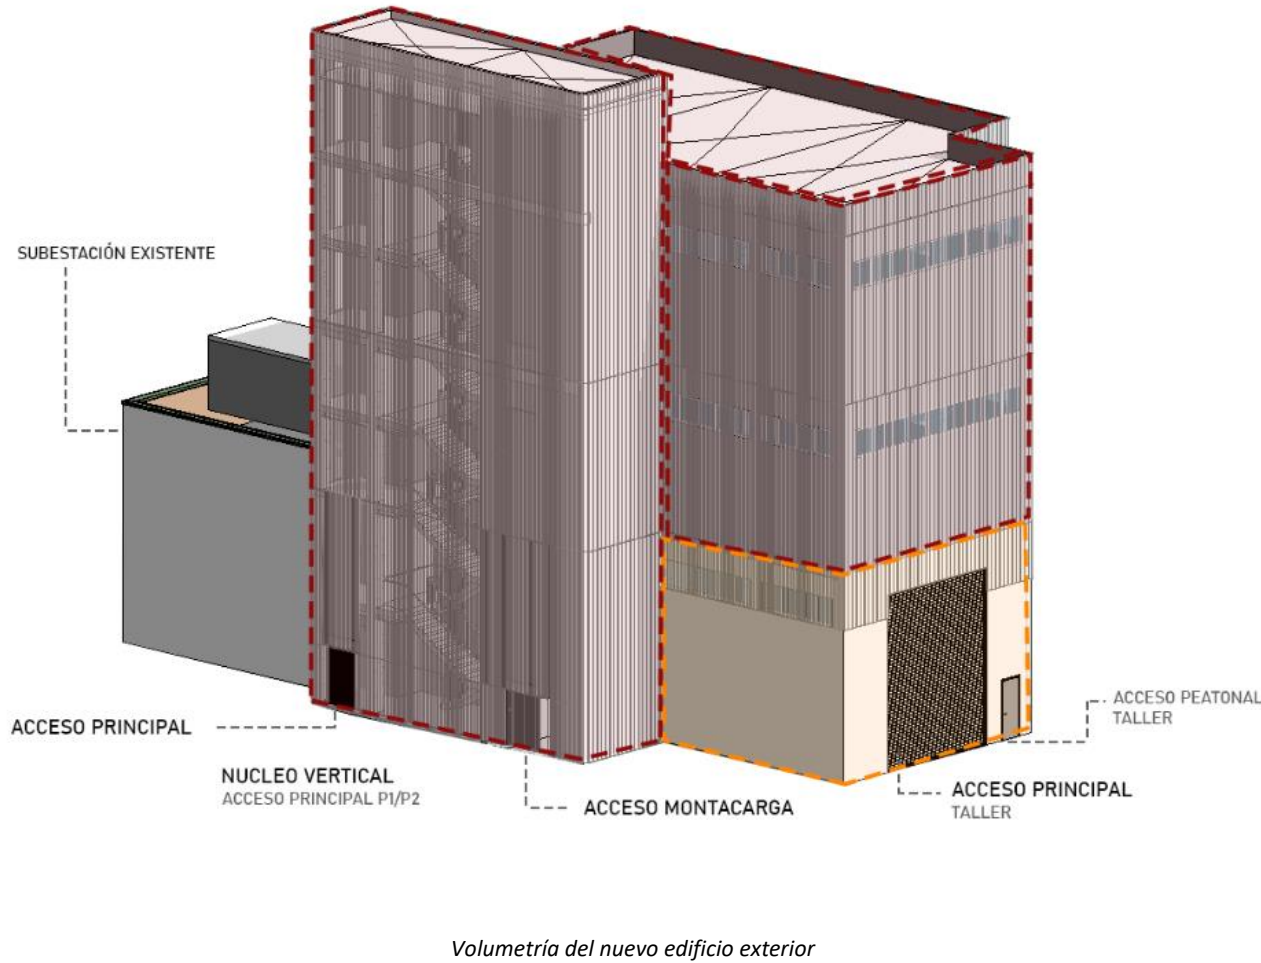 SUBESTACIÓN EXISTENTE
ACCESO PEATONAL
TALLER
ACCESO PRINCIPAL
NUCLEO VERTICAL
ACCESO PRINCIPAL P1/P2
ACCESO MONTACARGA
ACCESO PRINCIPAL
TALLER
Volumetría del nuevo edificio exterior